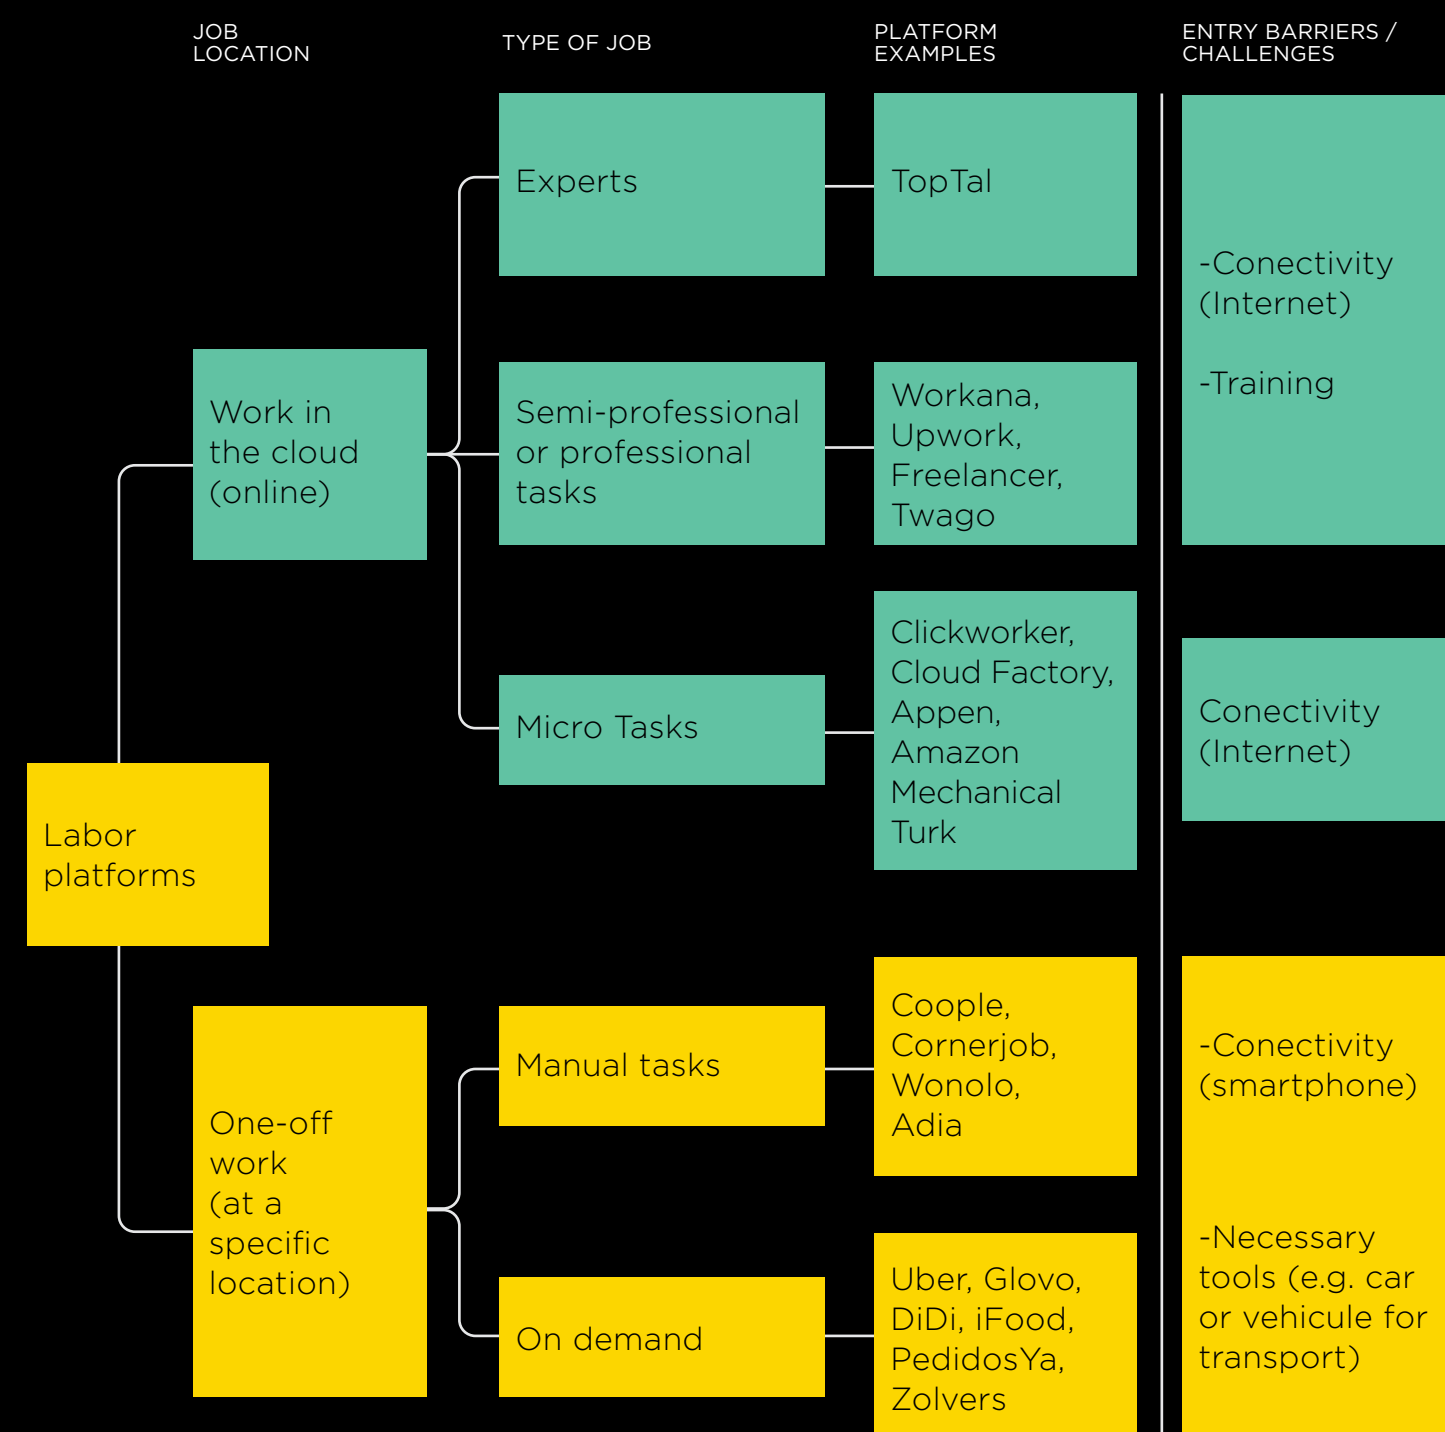 JOB
LOCATION
TYPE OF JOB
PLATFORM
EXAMPLES
ENTRY BARRIERS /
CHALLENGES
Labor
platforms
Work in
the cloud
(online)
Experts
TopTal
Semi-professional
or professional
tasks
Workana,
Upwork,
Freelancer,
Twago
-Conectivity
(Internet)
-Training
Micro Tasks
Clickworker,
Cloud Factory,
Appen,
Amazon
Mechanical
Turk
Conectivity
(Internet)
One-off
work
(at a
specific
location)
Manual tasks
Coople,
Cornerjob,
Wonolo,
Adia
On demand
Uber, Glovo,
DiDi, iFood,
PedidosYa,
Zolvers
-Conectivity
(smartphone)
-Necessary
tools (e.g. car
or vehicule for
transport)